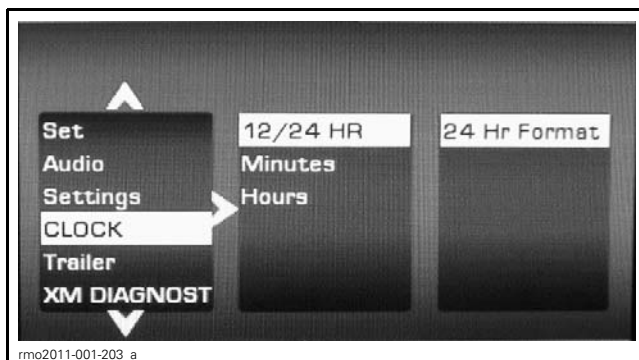 Set
Audio
Settings
CLOCK
Trailer
XM DIAGNOST
12/24 HR
Minutes
Hours
24 Hr Format
rmo2011-001-203_a